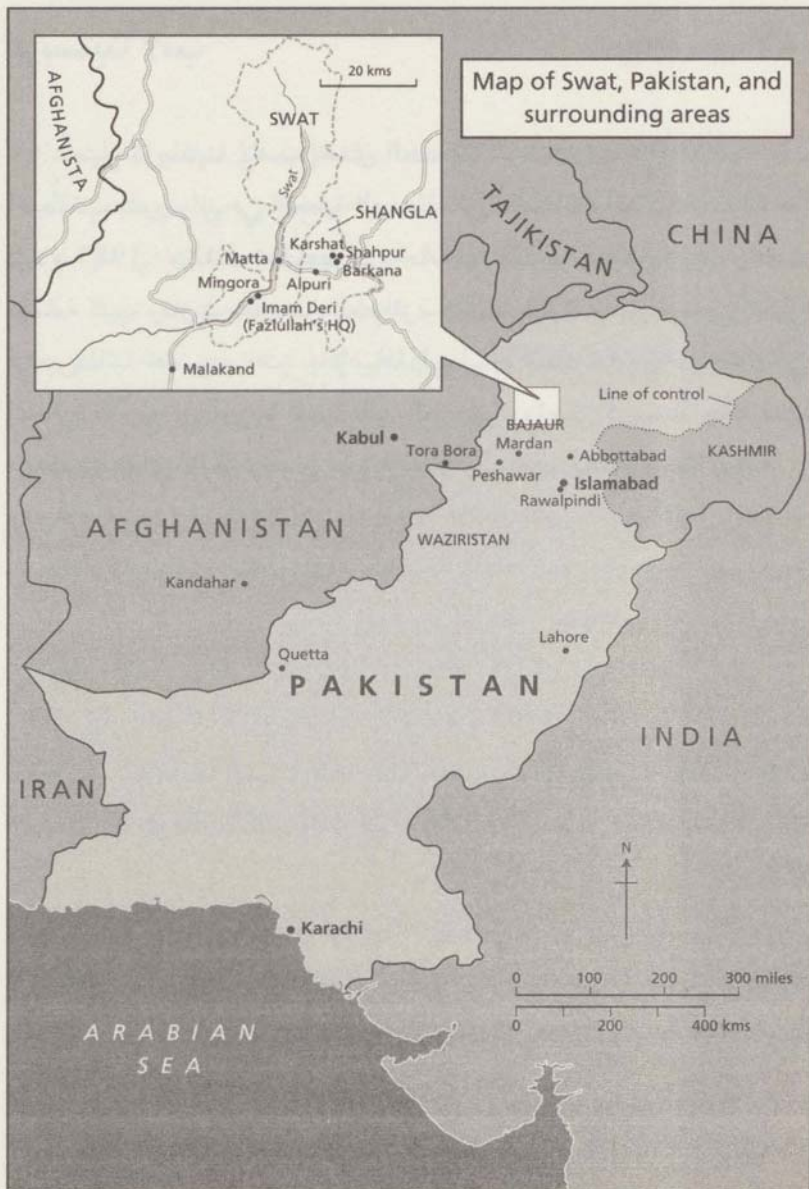 20 kms
Map of Swat, Pakistan, and
surrounding areas
AFGHANISTA
SWAT
Swat
SHANGLA
Karshat
Shahpur
Matta
Barkana
Alpuri
Mingora
Imam Deri
(Fazlullah's HQ)
Malakand
TAJIKISTAN
CHINA
Line of control
BAJAUR
KASHMIR
Kabul
Mardan
Tora Bora
Abbottabad
Peshawar
Islamabad
Rawalpindi
AFGHANISTAN
WAZIRISTAN
Kandahar
Lahore
Quetta
PAKISTAN
INDIA
IRAN
N
Karachi
0 100 200 300 miles
0 200 400 kms
ARABIAN
SEA